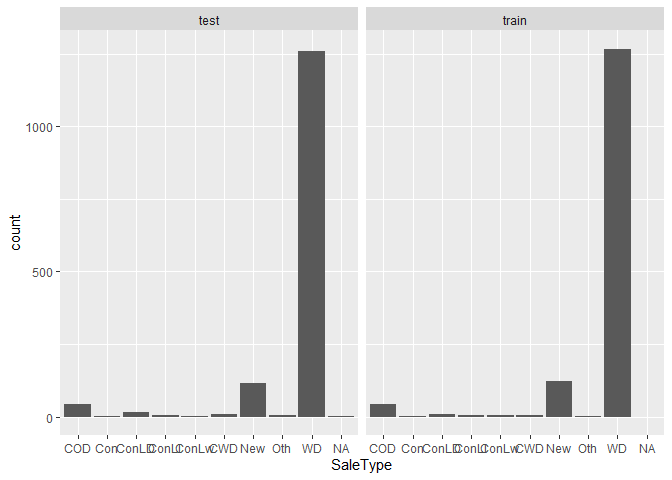 test train
count
1000
500
0
COD Con ConLD ConLI ConLw CWD New Oth WD NA COD Con ConLD ConLI ConLw CWD New Oth WD NA
SaleType